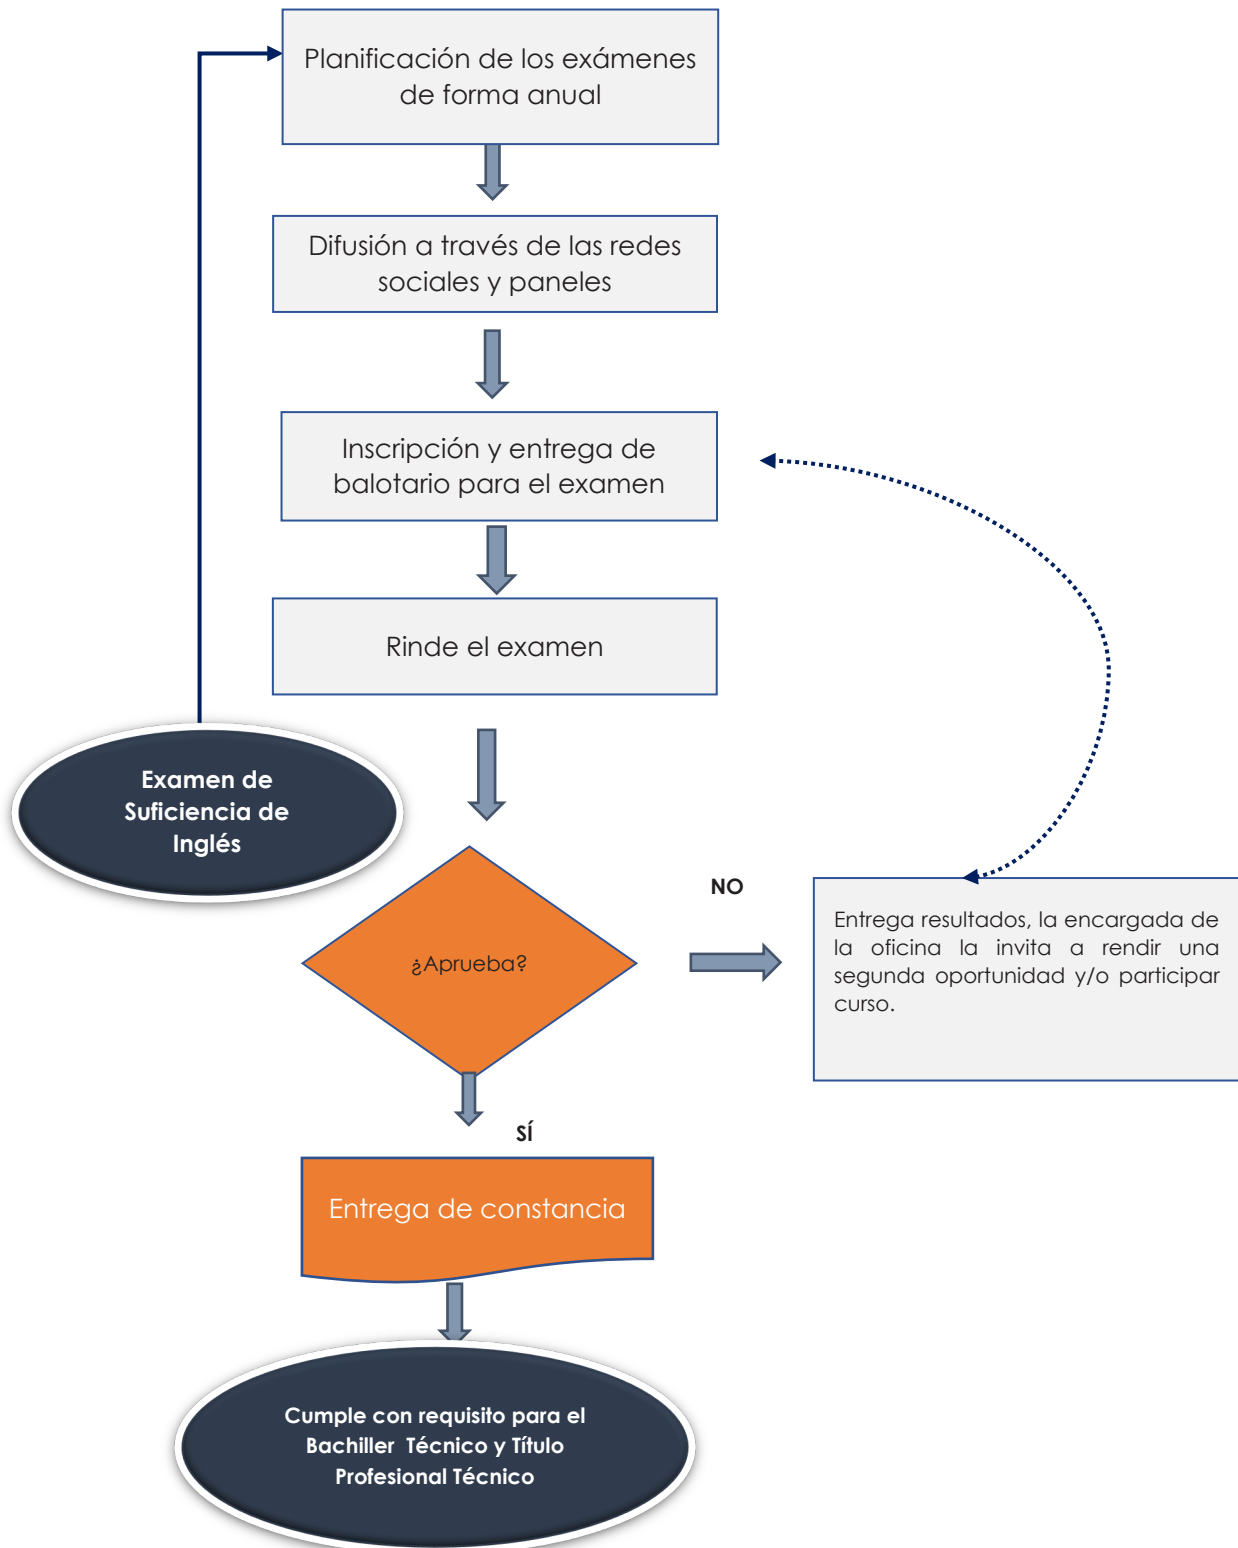 Planificación de los exámenes
de forma anual
Difusión a través de las redes
sociales y paneles
Inscripción y entrega de
balotario para el examen
Rinde el examen
Examen de
Suficiencia de
Inglés
¿Aprueba?
NO
Entrega resultados, la encargada de
la oficina la invita a rendir una
segunda oportunidad y/o participar
curso.
SÍ
Entrega de constancia
Cumple con requisito para el
Bachiller Técnico y Título
Profesional Técnico